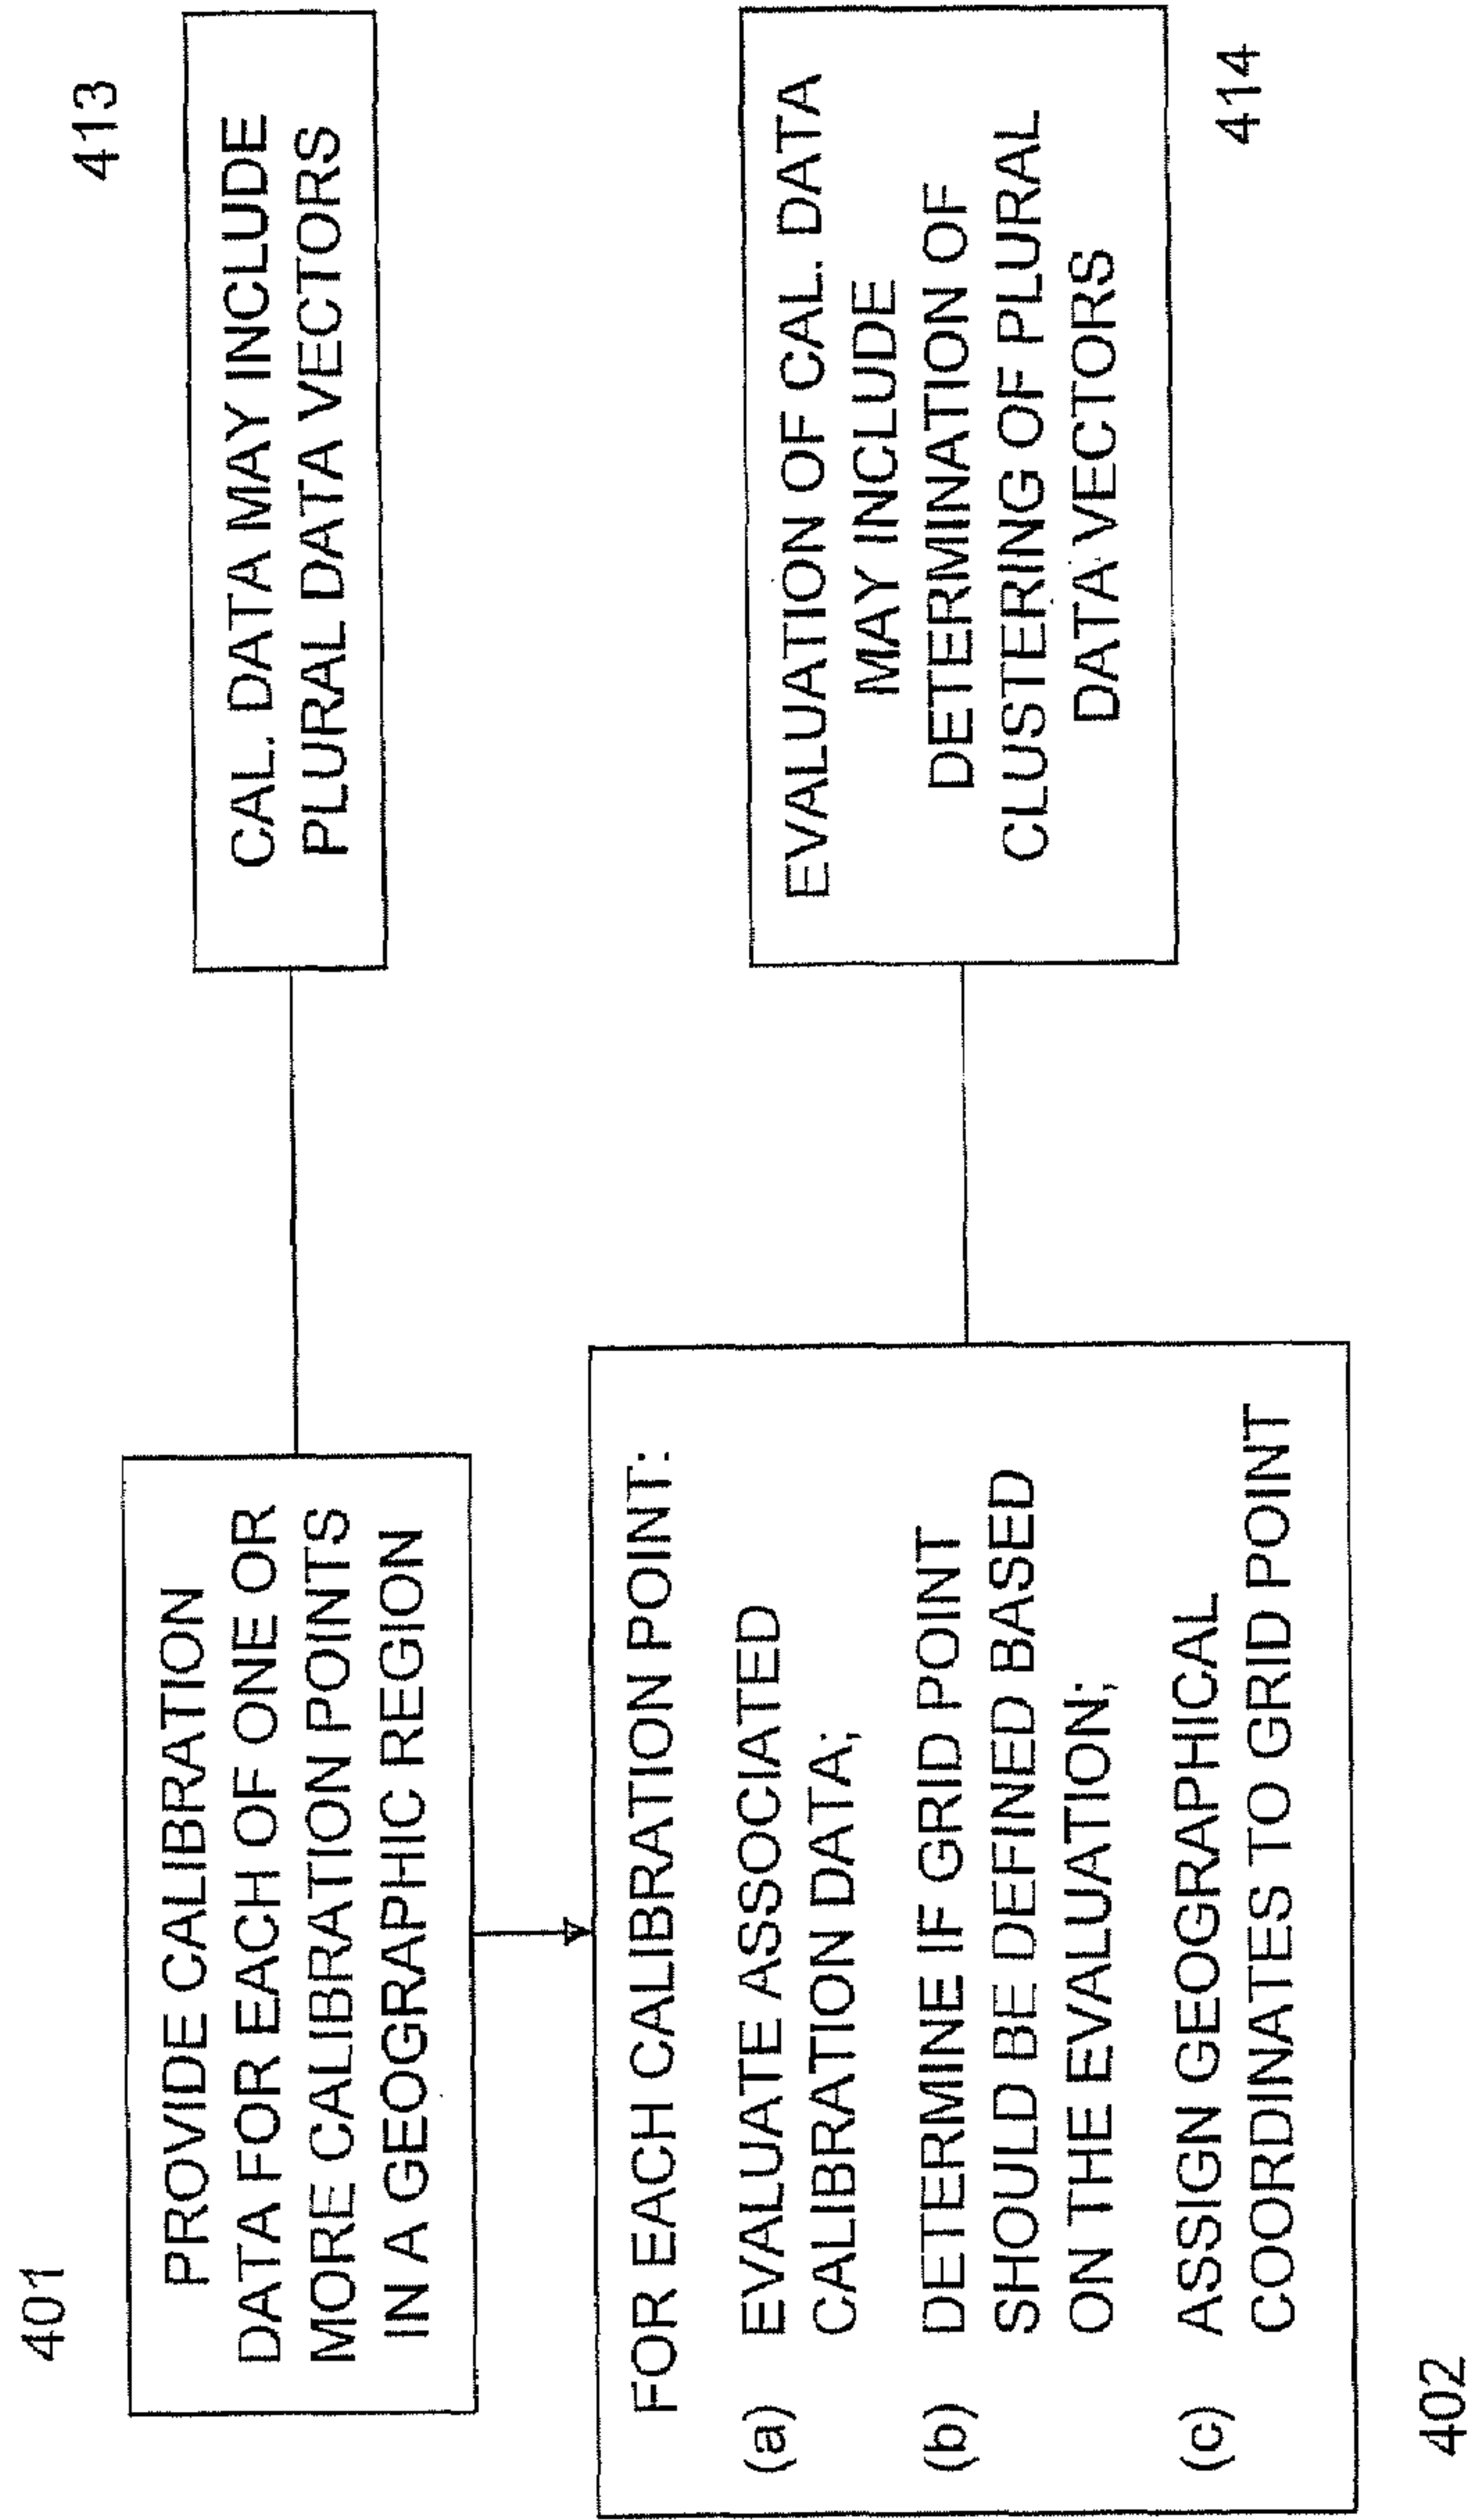 401
PROVIDE CALIBRATION
DATA FOR EACH OF ONE OR
MORE CALIBRATION POINTS
IN A GEOGRAPHIC REGION
413
CAL. DATA MAY INCLUDE
PLURAL DATA VECTORS
FOR EACH CALIBRATION POINT:
(a) EVALUATE ASSOCIATED
CALIBRATION DATA;
(b) DETERMINE IF GRID POINT
SHOULD BE DEFINED BASED
ON THE EVALUATION;
(c) ASSIGN GEOGRAPHICAL
COORDINATES TO GRID POINT
402
EVALUATION OF CAL. DATA
MAY INCLUDE
DETERMINATION OF
CLUSTERING OF PLURAL
DATA VECTORS
414